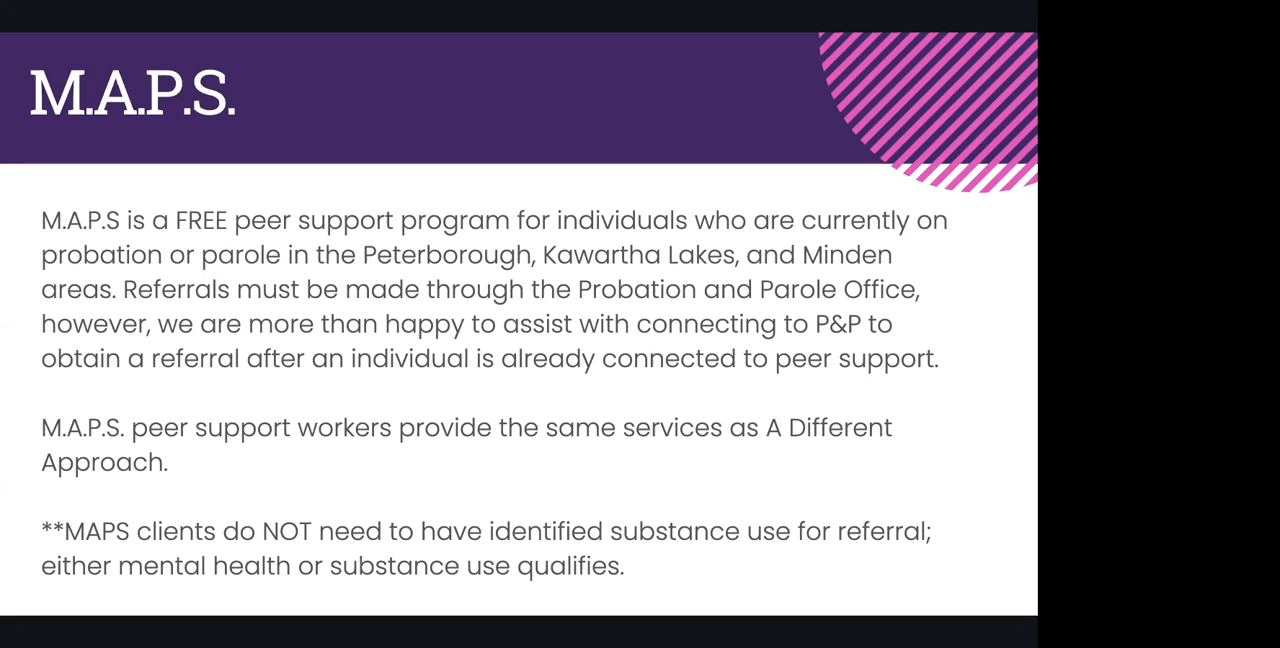 M.A.P.S.
M.A.P.S is a FREE peer support program for individuals who are currently on
probation or parole in the Peterborough, Kawartha Lakes, and Minden
areas. Referrals must be made through the Probation and Parole Office,
however, we are more than happy to assist with connecting to P&P to
obtain a referral after an individual is already connected to peer support.
M.A.P.S. peer support workers provide the same services as A Different
Approach.
**MAPS clients do NOT need to have identified substance use for referral;
either mental health or substance use qualifies.